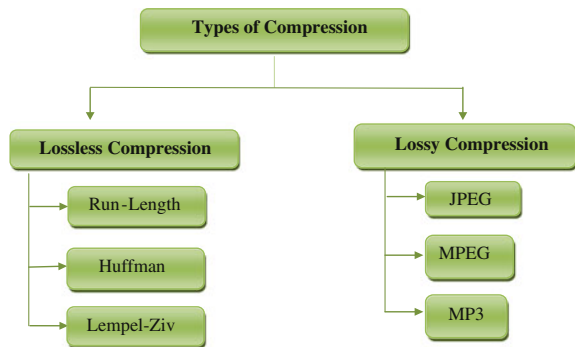 Types of Compression
Lossless Compression
Run-Length
Huffman
Lempel-Ziv
Lossy Compression
JPEG
MPEG
MP3